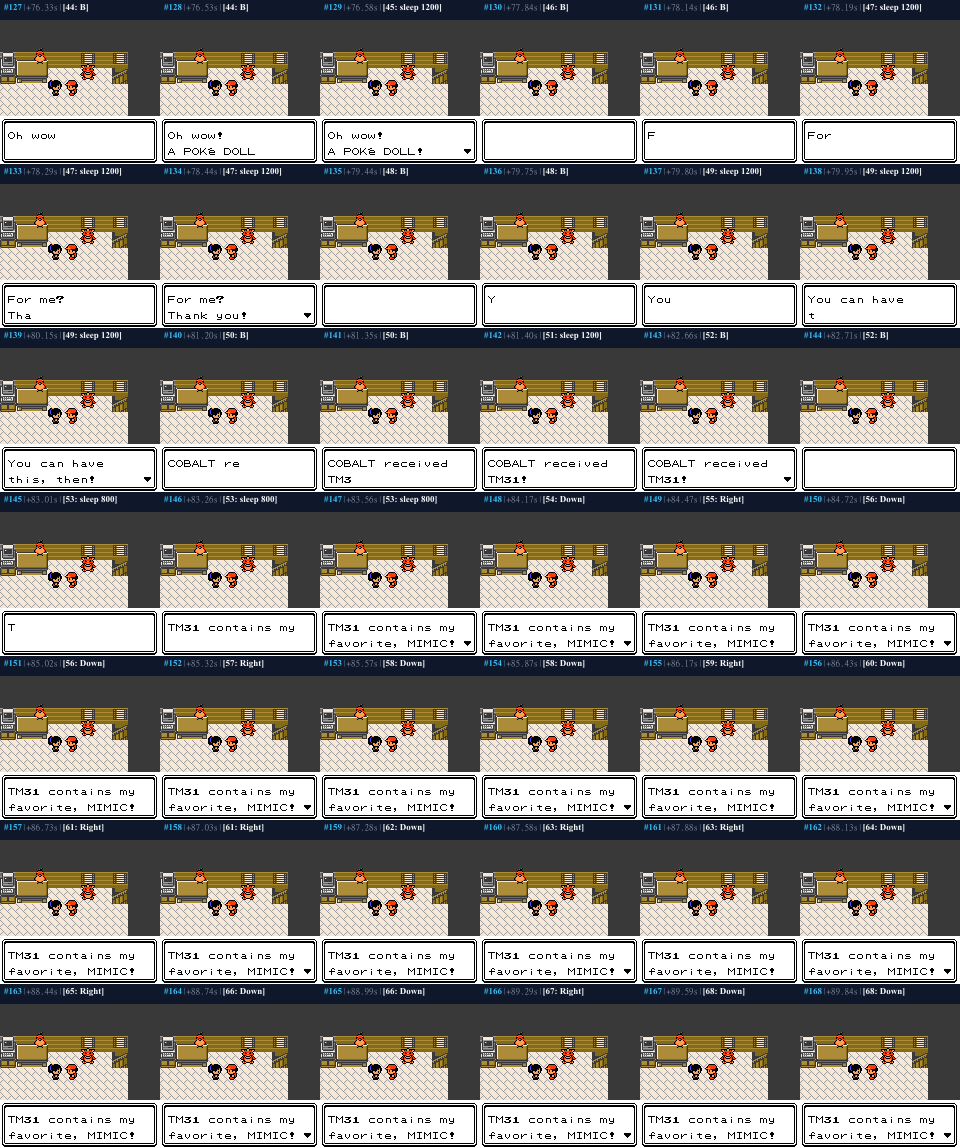 #127 | +76.33s | [44: B]
#128 | +76.53s | [44: B]
#129 | +76.58s | [45: sleep 1200]
#130 | +77.84s | [46: B]
#131 | +78.14s | [46: B]
#132 | +78.19s | [47: sleep 1200]
Oh wow
Oh wow!
A POKé DOLL
Oh wow!
A POKé DOLL!
F
For
#133 | +78.29s | [47: sleep 1200]
#134 | +78.44s | [47: sleep 1200]
#135 | +79.44s | [48: B]
#136 | +79.75s | [48: B]
#137 | +79.80s | [49: sleep 1200]
#138 | +79.95s | [49: sleep 1200]
For me?
Tha
For me?
Thank you!
Y
You
You can have
t
#139 | +80.15s | [49: sleep 1200]
#140 | +81.20s | [50: B]
#141 | +81.35s | [50: B]
#142 | +81.40s | [51: sleep 1200]
#143 | +82.66s | [52: B]
#144 | +82.71s | [52: B]
You can have
this, then!
COBALT re
COBALT received
TM3
COBALT received
TM31!
COBALT received
TM31!
#145 | +83.01s | [53: sleep 800]
#146 | +83.26s | [53: sleep 800]
#147 | +83.56s | [53: sleep 800]
#148 | +84.17s | [54: Down]
#149 | +84.47s | [55: Right]
#150 | +84.72s | [56: Down]
T
TM31 contains my
TM31 contains my
favorite, MIMIC!
TM31 contains my
favorite, MIMIC!
TM31 contains my
favorite, MIMIC!
TM31 contains my
favorite, MIMIC!
#151 | +85.02s | [56: Down]
#152 | +85.32s | [57: Right]
#153 | +85.57s | [58: Down]
#154 | +85.87s | [58: Down]
#155 | +86.17s | [59: Right]
#156 | +86.43s | [60: Down]
TM31 contains my
favorite, MIMIC!
TM31 contains my
favorite, MIMIC!
TM31 contains my
favorite, MIMIC!
TM31 contains my
favorite, MIMIC!
TM31 contains my
favorite, MIMIC!
TM31 contains my
favorite, MIMIC!
#157 | +86.73s | [61: Right]
#158 | +87.03s | [61: Right]
#159 | +87.28s | [62: Down]
#160 | +87.58s | [63: Right]
#161 | +87.88s | [63: Right]
#162 | +88.13s | [64: Down]
TM31 contains my
favorite, MIMIC!
TM31 contains my
favorite, MIMIC!
TM31 contains my
favorite, MIMIC!
TM31 contains my
favorite, MIMIC!
TM31 contains my
favorite, MIMIC!
TM31 contains my
favorite, MIMIC!
#163 | +88.44s | [65: Right]
#164 | +88.74s | [66: Down]
#165 | +88.99s | [66: Down]
#166 | +89.29s | [67: Right]
#167 | +89.59s | [68: Down]
#168 | +89.84s | [68: Down]
TM31 contains my
favorite, MIMIC!
TM31 contains my
favorite, MIMIC!
TM31 contains my
favorite, MIMIC!
TM31 contains my
favorite, MIMIC!
TM31 contains my
favorite, MIMIC!
TM31 contains my
favorite, MIMIC!